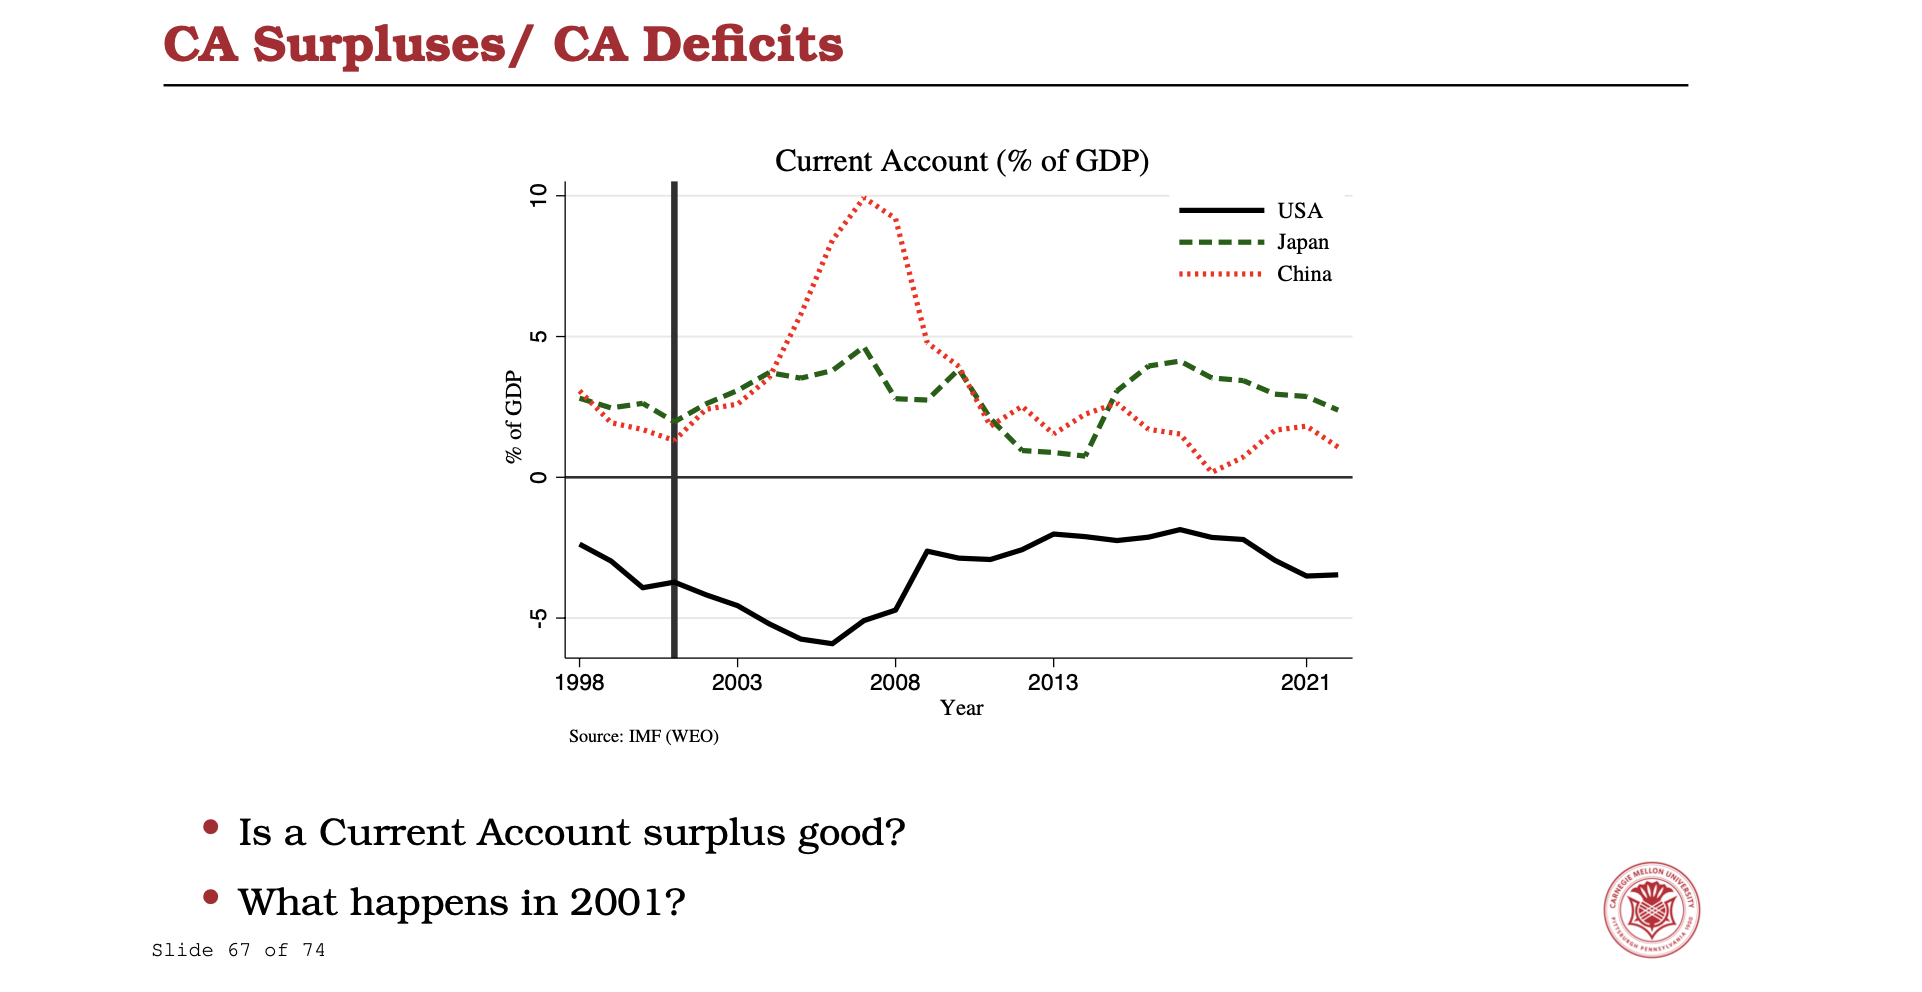 CA Surpluses/ CA Deficits
Current Account (% of GDP)
10
5
0
-5
% of GDP
USA
Japan
China
1998
2003
2008
2013
2021
Year
Source: IMF (WEO)
• Is a Current Account surplus good?
• What happens in 2001?
CARNEGIE MELLON UNIVERSITY
PITTSBURGH PENNSYLVANIA 1900
Slide 67 of 74